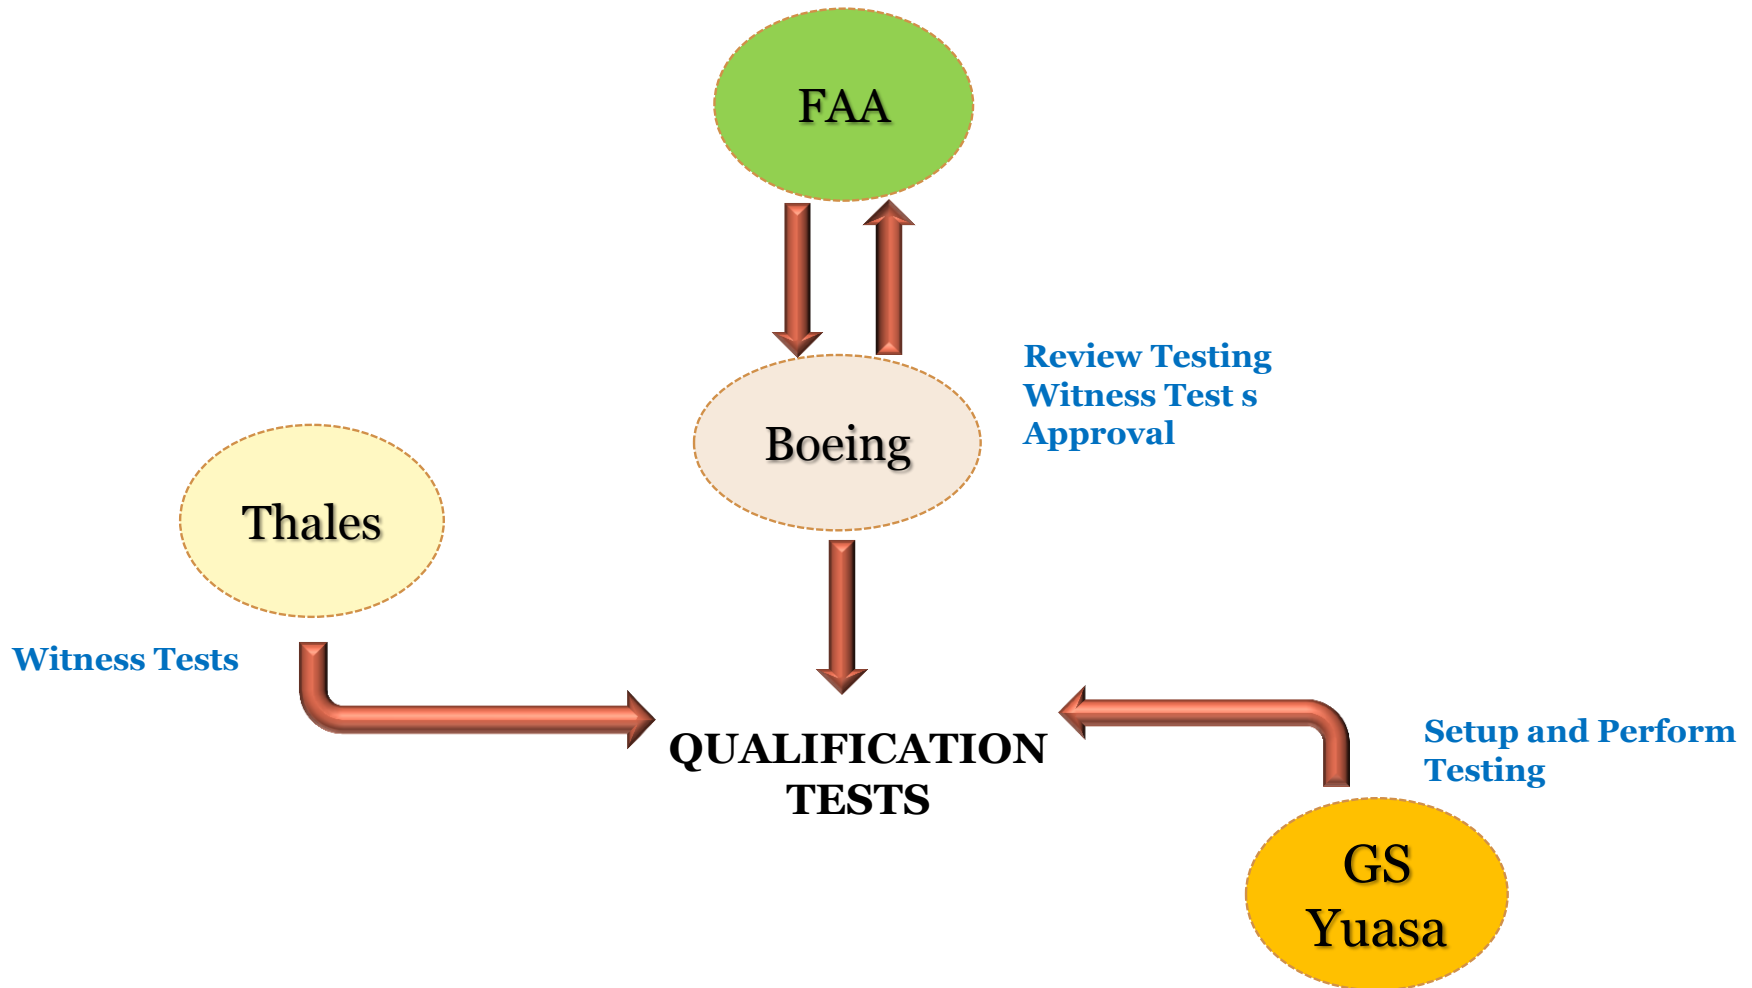 FAA
Review Testing
Witness Test s
Approval
Boeing
Thales
Witness Tests
QUALIFICATION
TESTS
Setup and Perform
Testing
GS
Yuasa